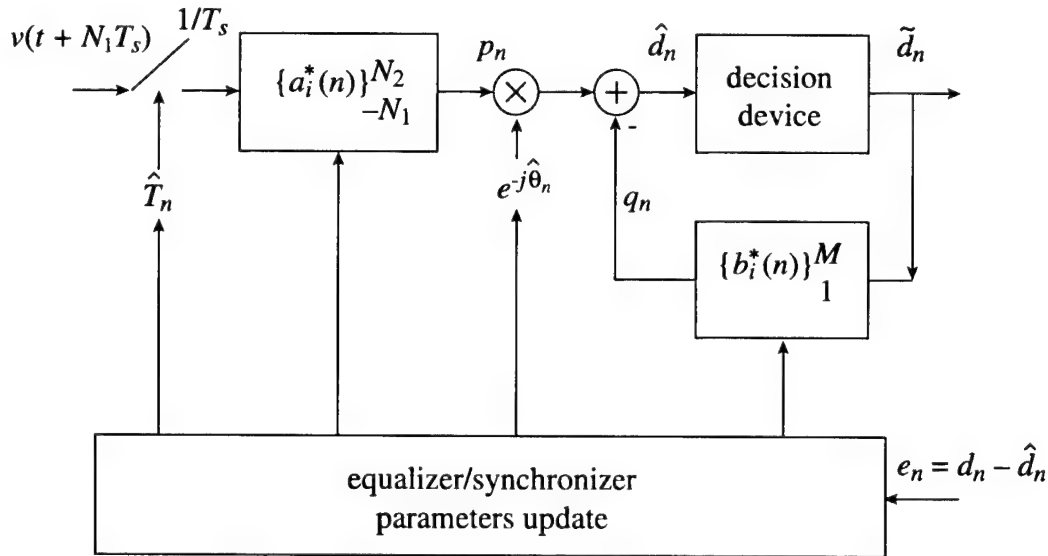 v(t + N₁Tₛ)
1/Tₛ
{aᵢ*(n)}
N₂
–N₁
pₙ
×
+
-
d̂ₙ
decision
device
d̃ₙ
T̂ₙ
e^{-jθ̂ₙ}
qₙ
{bᵢ*(n)}
M
1
equalizer/synchronizer
parameters update
eₙ = dₙ – d̂ₙ